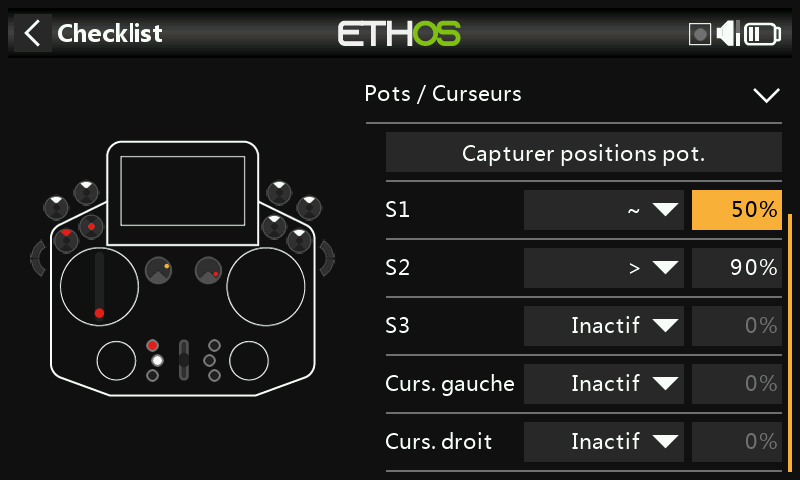 Checklist
ETHOS
Pots / Curseurs
Capturer positions pot.
S1 ~ 50%
S2 > 90%
S3 Inactif 0%
Curs. gauche Inactif 0%
Curs. droit Inactif 0%